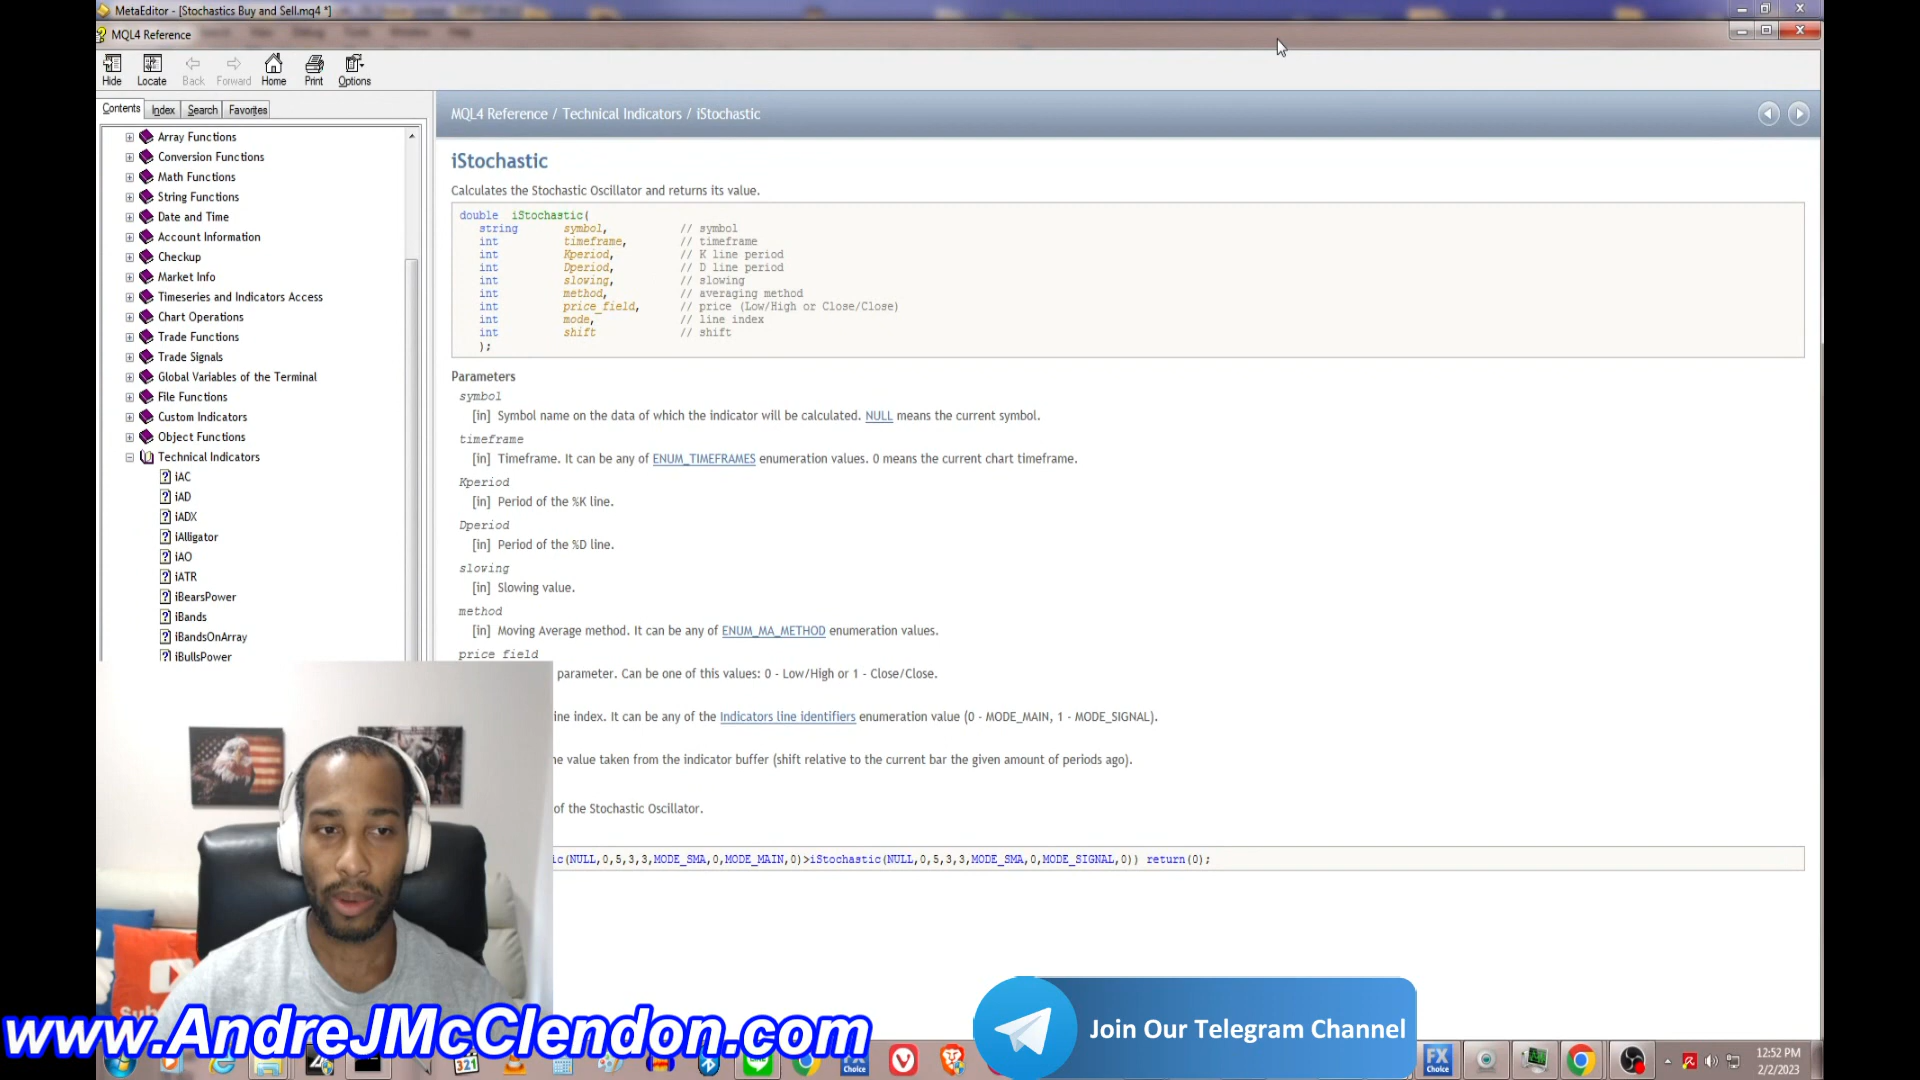 MetaEditor - [Stochastics Buy and Sell.mq4 *]
MQL4 Reference
Hide
Locate
Back
Forward
Home
Print
Options
Contents
Index
Search
Favorites
Array Functions
Conversion Functions
Math Functions
String Functions
Date and Time
Account Information
Checkup
Market Info
Timeseries and Indicators Access
Chart Operations
Trade Functions
Trade Signals
Global Variables of the Terminal
File Functions
Custom Indicators
Object Functions
Technical Indicators
iAC
iAD
iADX
iAlligator
iAO
iATR
iBearsPower
iBands
iBandsOnArray
iBullsPower
MQL4 Reference / Technical Indicators / iStochastic
iStochastic
Calculates the Stochastic Oscillator and returns its value.
double iStochastic(
string symbol, // symbol
int timeframe, // timeframe
int Kperiod, // K line period
int Dperiod, // D line period
int slowing, // slowing
int method, // averaging method
int price_field, // price (Low/High or Close/Close)
int mode, // line index
int shift // shift
);
Parameters
symbol
[in] Symbol name on the data of which the indicator will be calculated. NULL means the current symbol.
timeframe
[in] Timeframe. It can be any of ENUM_TIMEFRAMES enumeration values. 0 means the current chart timeframe.
Kperiod
[in] Period of the %K line.
Dperiod
[in] Period of the %D line.
slowing
[in] Slowing value.
method
[in] Moving Average method. It can be any of ENUM_MA_METHOD enumeration values.
price_field
parameter. Can be one of this values: 0 - Low/High or 1 - Close/Close.
ine index. It can be any of the Indicators line identifiers enumeration value (0 - MODE_MAIN, 1 - MODE_SIGNAL).
e value taken from the indicator buffer (shift relative to the current bar the given amount of periods ago).
of the Stochastic Oscillator.
ic(NULL,0,5,3,3,MODE_SMA,0,MODE_MAIN,0)>iStochastic(NULL,0,5,3,3,MODE_SMA,0,MODE_SIGNAL,0)) return(0);
www.AndreJMcClendon.com
Join Our Telegram Channel
321
FX
Choice
FX
Choice
12:52 PM
2/2/2023